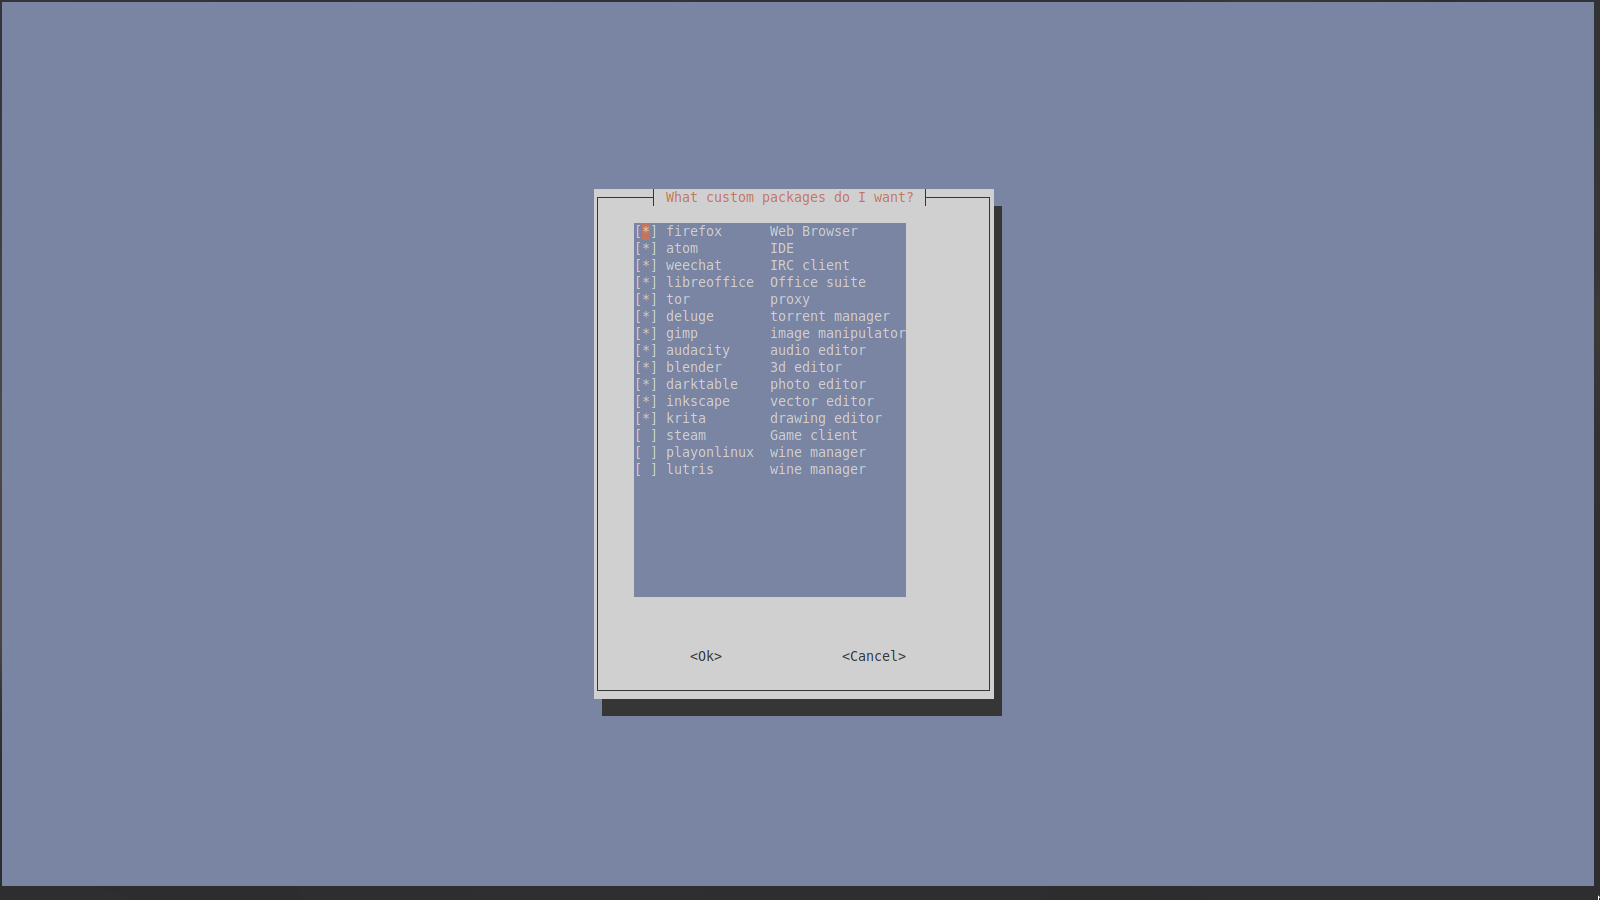 What custom packages do I want?
[*] firefox Web Browser
[*] atom IDE
[*] weechat IRC client
[*] libreoffice Office suite
[*] tor proxy
[*] deluge torrent manager
[*] gimp image manipulator
[*] audacity audio editor
[*] blender 3d editor
[*] darktable photo editor
[*] inkscape vector editor
[*] krita drawing editor
[ ] steam Game client
[ ] playonlinux wine manager
[ ] lutris wine manager
<Ok> <Cancel>